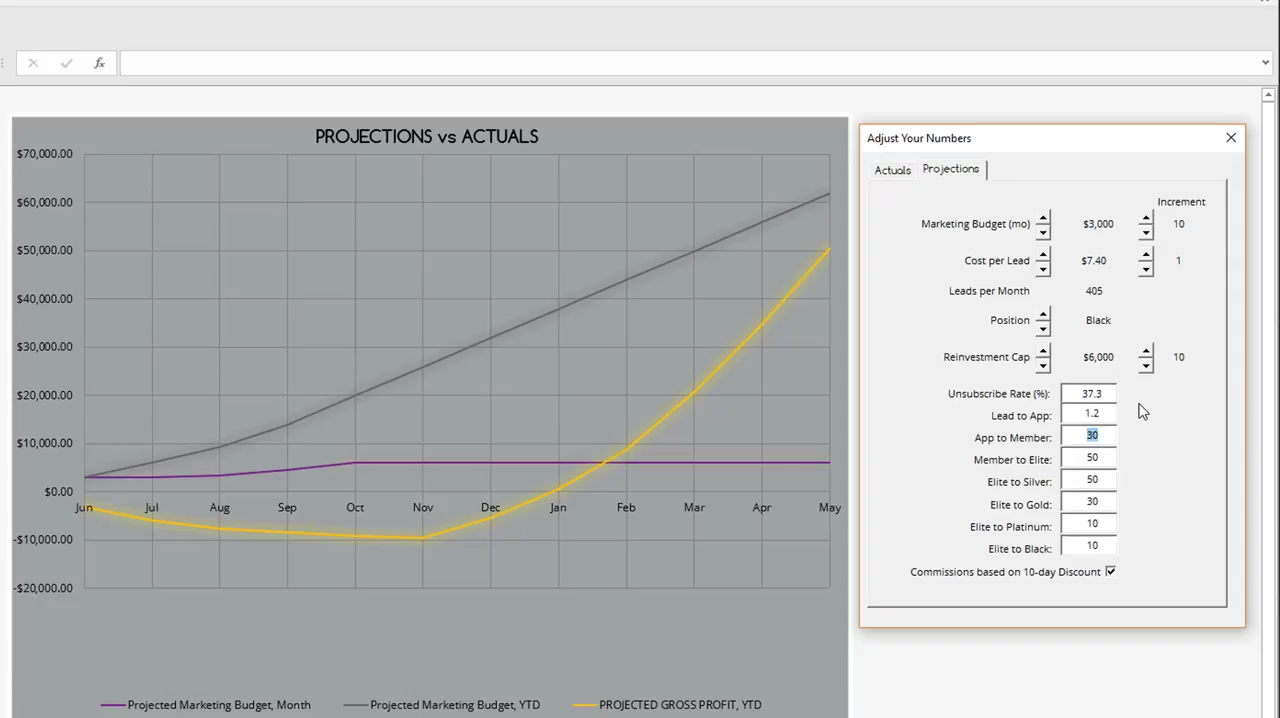 fx
PROJECTIONS vs ACTUALS
$70,000.00
$60,000.00
$50,000.00
$40,000.00
$30,000.00
$20,000.00
$10,000.00
$0.00
Jun Jul Aug Sep Oct Nov Dec Jan Feb Mar Apr May
-$10,000.00
-$20,000.00
Projected Marketing Budget, Month Projected Marketing Budget, YTD PROJECTED GROSS PROFIT, YTD
Adjust Your Numbers
Actuals Projections
Increment
Marketing Budget (mo) $3,000 10
Cost per Lead $7.40 1
Leads per Month 405
Position Black
Reinvestment Cap $6,000 10
Unsubscribe Rate (%): 37.3
Lead to App: 1.2
App to Member: 30
Member to Elite: 50
Elite to Silver: 50
Elite to Gold: 30
Elite to Platinum: 10
Elite to Black: 10
Commissions based on 10-day Discount